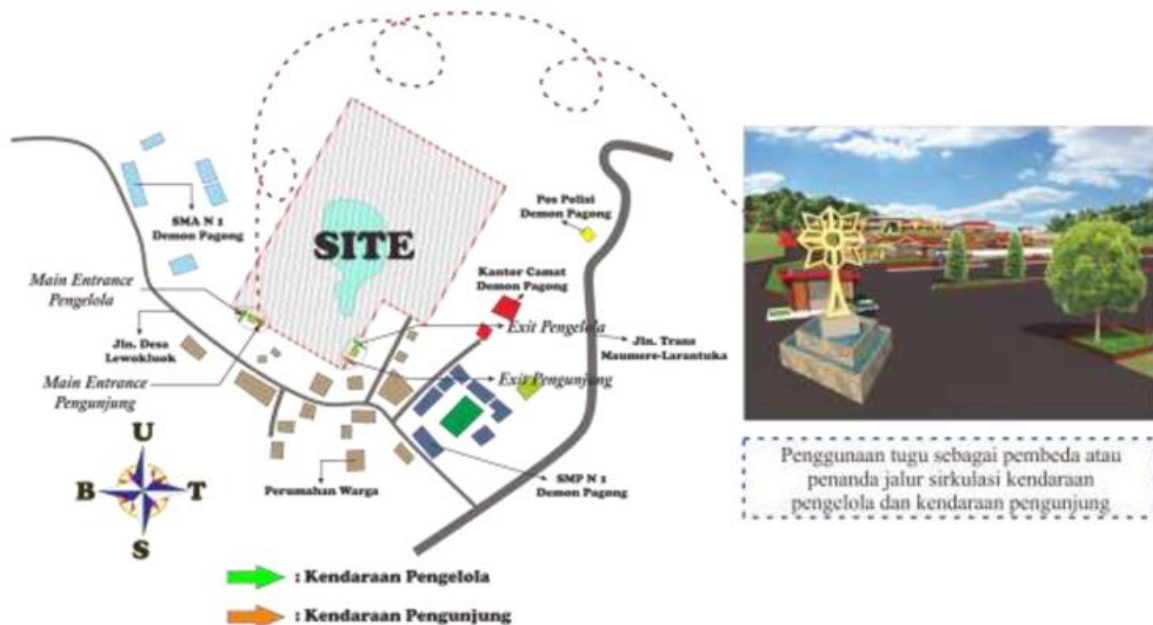 SMA N 1
Demon Pagong
SITE
Pos Polisi
Demon Pagong
Kantor Camat
Demon Pagong
Main Entrance
Pengelola
Exit Pengelola
Jln. Desa
Lewokluok
Jln. Trans
Maumere-Larantuka
Main Entrance
Pengunjung
Exit Pengunjung
U
B
T
S
Perumahan Warga
SMP N 1
Demon Pagong
: Kendaraan Pengelola
: Kendaraan Pengunjung
Penggunaan tugu sebagai pembeda atau
penanda jalur sirkulasi kendaraan
pengelola dan kendaraan pengunjung